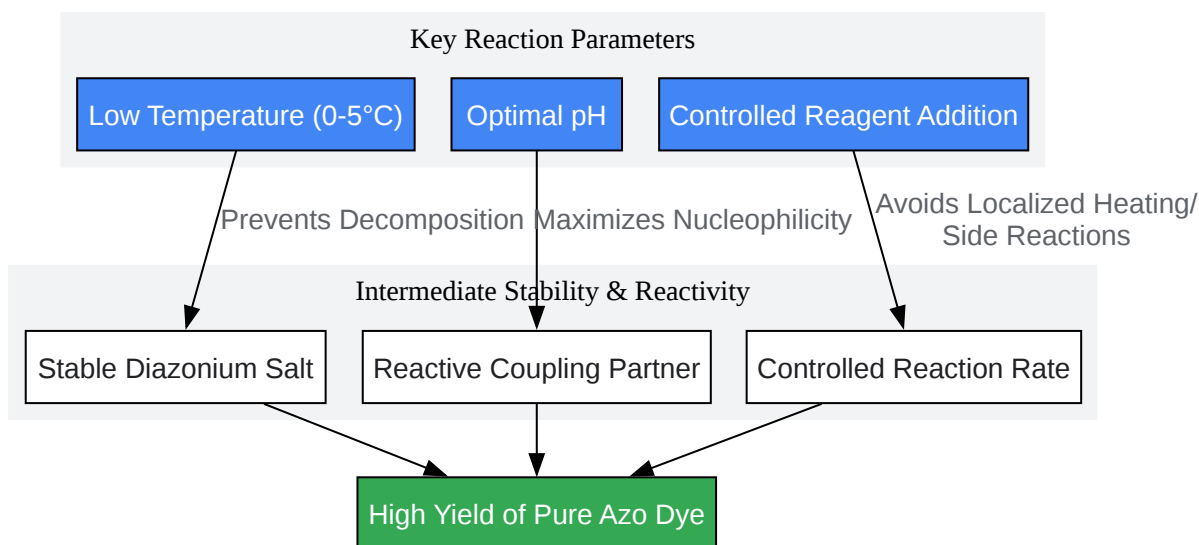 Key Reaction Parameters
Low Temperature (0-5°C)
Optimal pH
Controlled Reagent Addition
Prevents Decomposition
Maximizes Nucleophilicity
Avoids Localized Heating/
Side Reactions
Intermediate Stability & Reactivity
Stable Diazonium Salt
Reactive Coupling Partner
Controlled Reaction Rate
High Yield of Pure Azo Dye